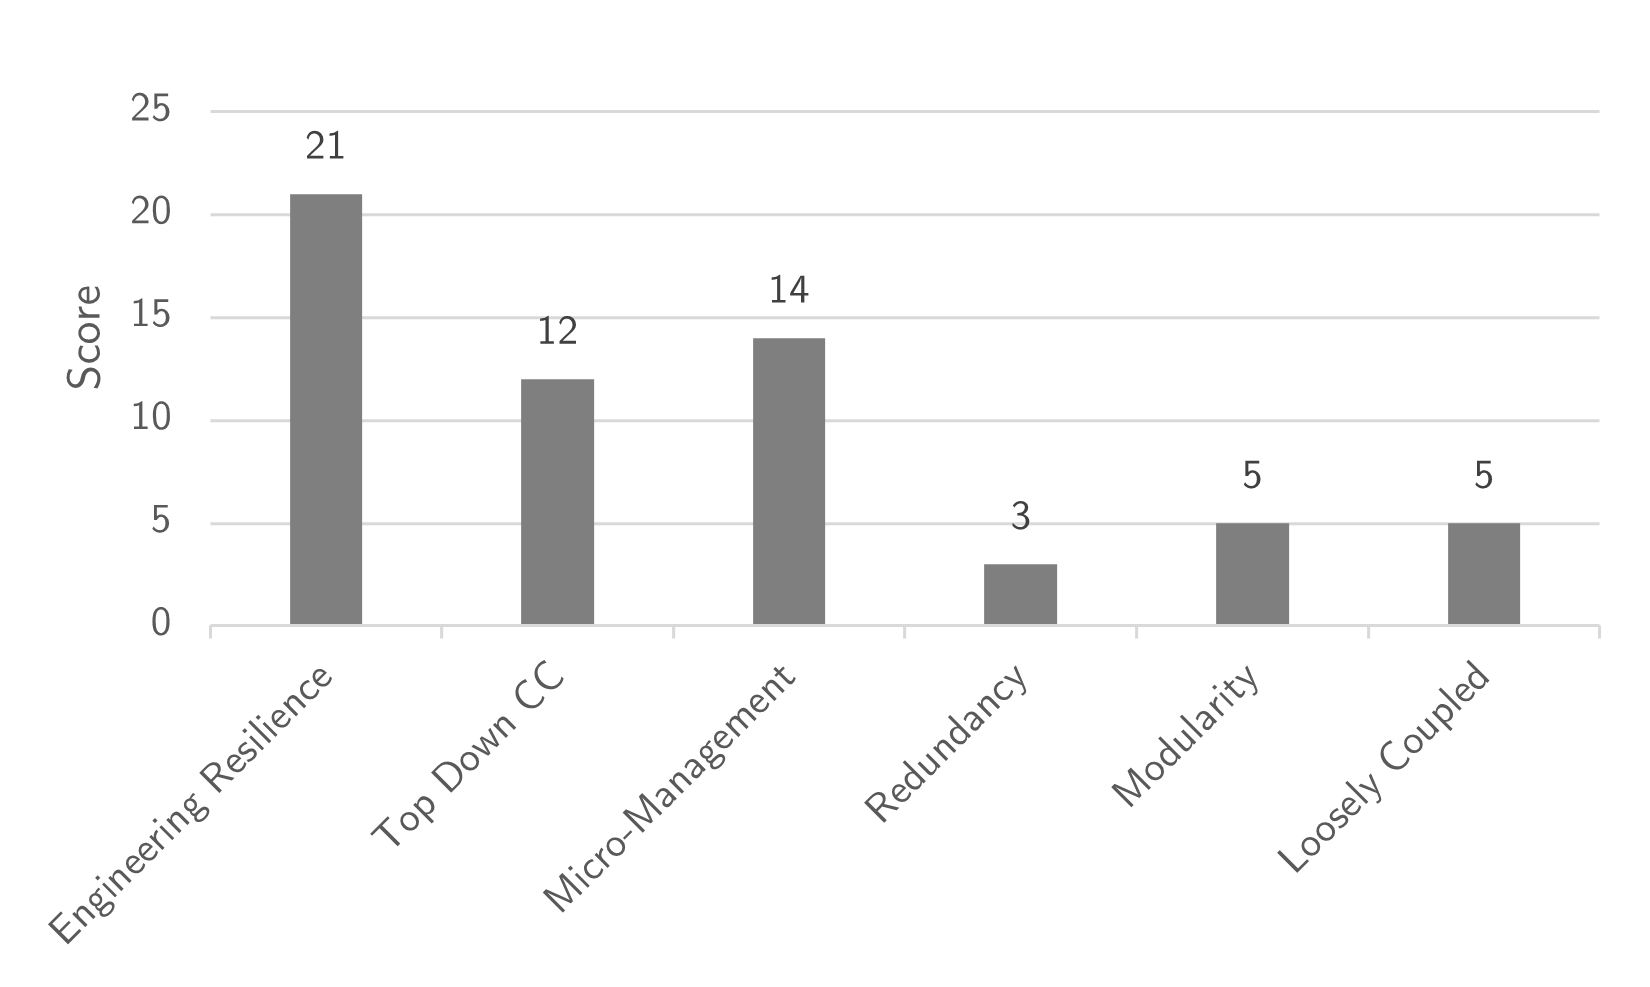 25
20
15
10
5
0
Score
21
12
14
3
5
5
Engineering Resilience
Top Down CC
Micro-Management
Redundancy
Modularity
Loosely Coupled